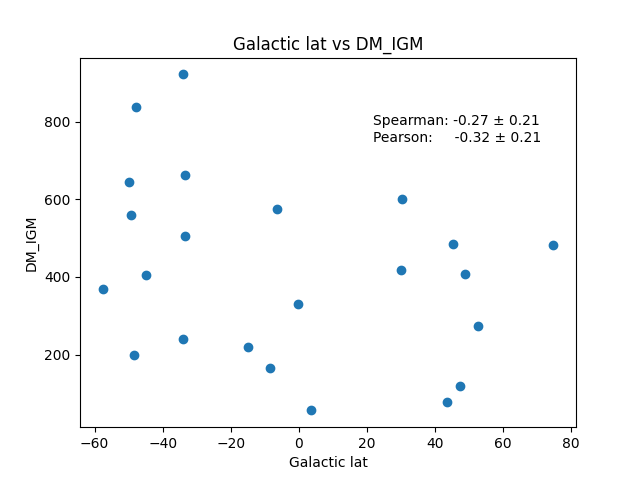 Galactic lat vs DM_IGM
Spearman: -0.27 ± 0.21
Pearson: -0.32 ± 0.21
DM_IGM
800
600
400
200
−60
−40
−20
0
20
40
60
80
Galactic lat